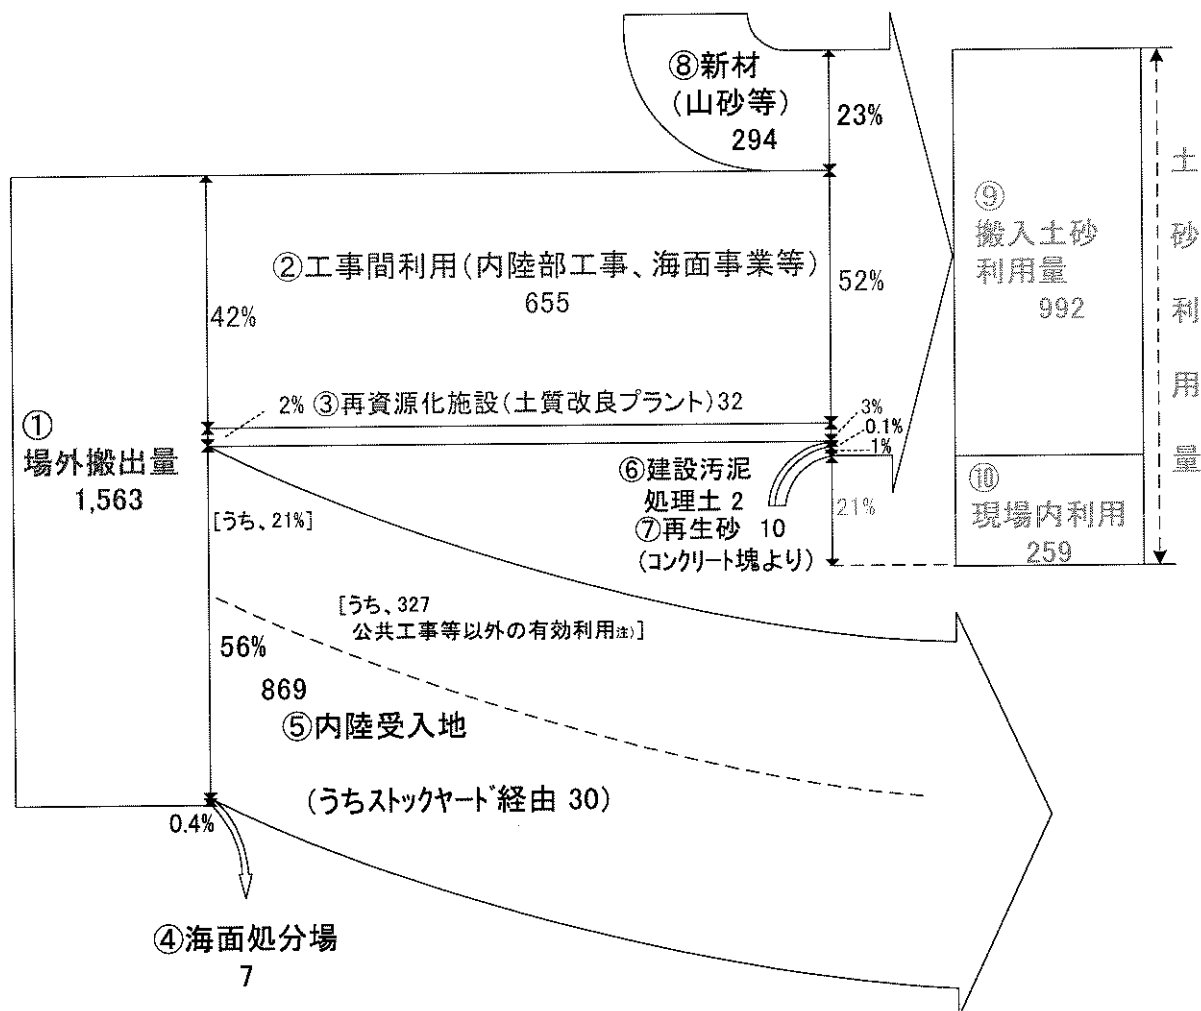 ⑧新材
(山砂等)
294
23%
②工事間利用(内陸部工事、海面事業等)
655
42%
52%
⑨
搬入土砂
利用量
992
土砂利用量
2% ③再資源化施設(土質改良プラント)32
3%
0.1%
1%
①
場外搬出量
1,563
⑥建設汚泥
処理土 2
⑦再生砂 10
(コンクリート塊より)
21%
⑩
現場内利用
259
[うち、21%]
[うち、327
公共工事等以外の有効利用注)]
56%
869
⑤内陸受入地
(うちストックヤード経由 30)
0.4%
④海面処分場
7